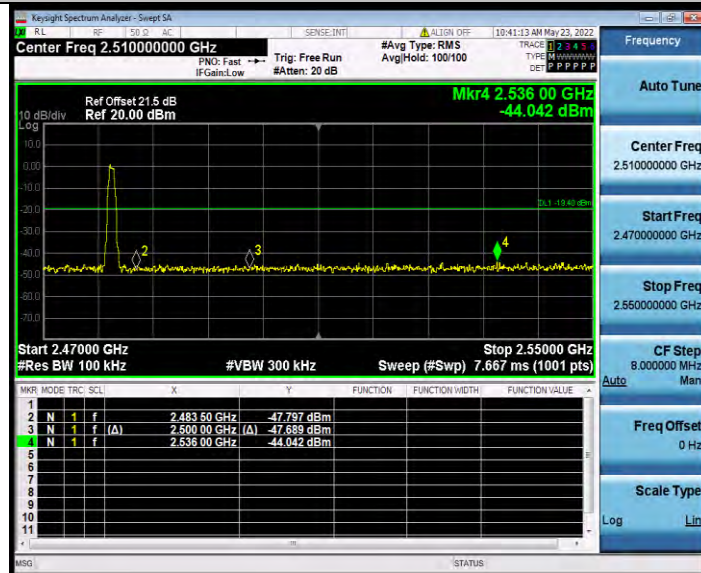 Keysight Spectrum Analyzer - Swept SA
LXI RL RF 50 Ω AC SENSE:INT ALIGN OFF 10:41:13 AM May 23, 2022
Center Freq 2.510000000 GHz
PNO: Fast
IFGain:Low
Trig: Free Run
#Atten: 20 dB
#Avg Type: RMS
Avg|Hold: 100/100
TRACE 1 2 3 4 5 6
TYPE M WWWWW
DET P P P P P P
Ref Offset 21.5 dB
10 dB/div Ref 20.00 dBm
Log
Mkr4 2.536 00 GHz
-44.042 dBm
10.0
0.00
-10.0
-20.0
-30.0
-40.0
-50.0
-60.0
-70.0
DL1 -19.40 dBm
2
3
4
Start 2.47000 GHz Stop 2.55000 GHz
#Res BW 100 kHz #VBW 300 kHz Sweep (#Swp) 7.667 ms (1001 pts)
MKR MODE TRC SCL X Y FUNCTION FUNCTION WIDTH FUNCTION VALUE
1
2 N 1 f 2.483 50 GHz -47.797 dBm
3 N 1 f (Δ) 2.500 00 GHz (Δ) -47.689 dBm
4 N 1 f 2.536 00 GHz -44.042 dBm
5
6
7
8
9
10
11
MSG STATUS
Frequency
Auto Tune
Center Freq
2.510000000 GHz
Start Freq
2.470000000 GHz
Stop Freq
2.550000000 GHz
CF Step
8.000000 MHz
Auto Man
Freq Offset
0 Hz
Scale Type
Log Lin